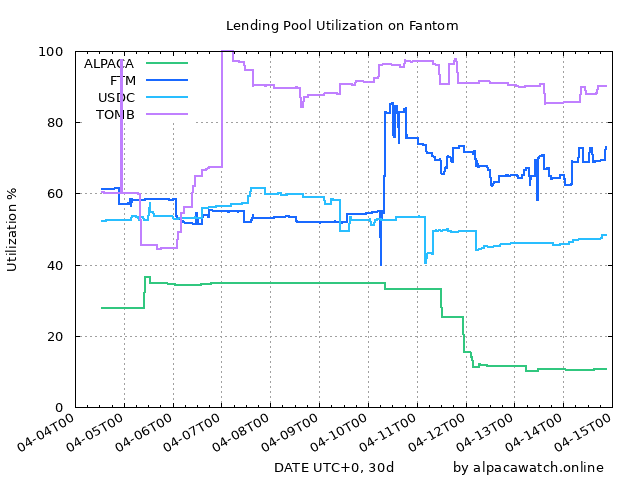 Lending Pool Utilization on Fantom
Utilization %
100
80
60
40
20
0
ALPACA
FTM
USDC
TOMB
04-04T00
04-05T00
04-06T00
04-07T00
04-08T00
04-09T00
04-10T00
04-11T00
04-12T00
04-13T00
04-14T00
04-15T00
DATE UTC+0, 30d
by alpacawatch.online